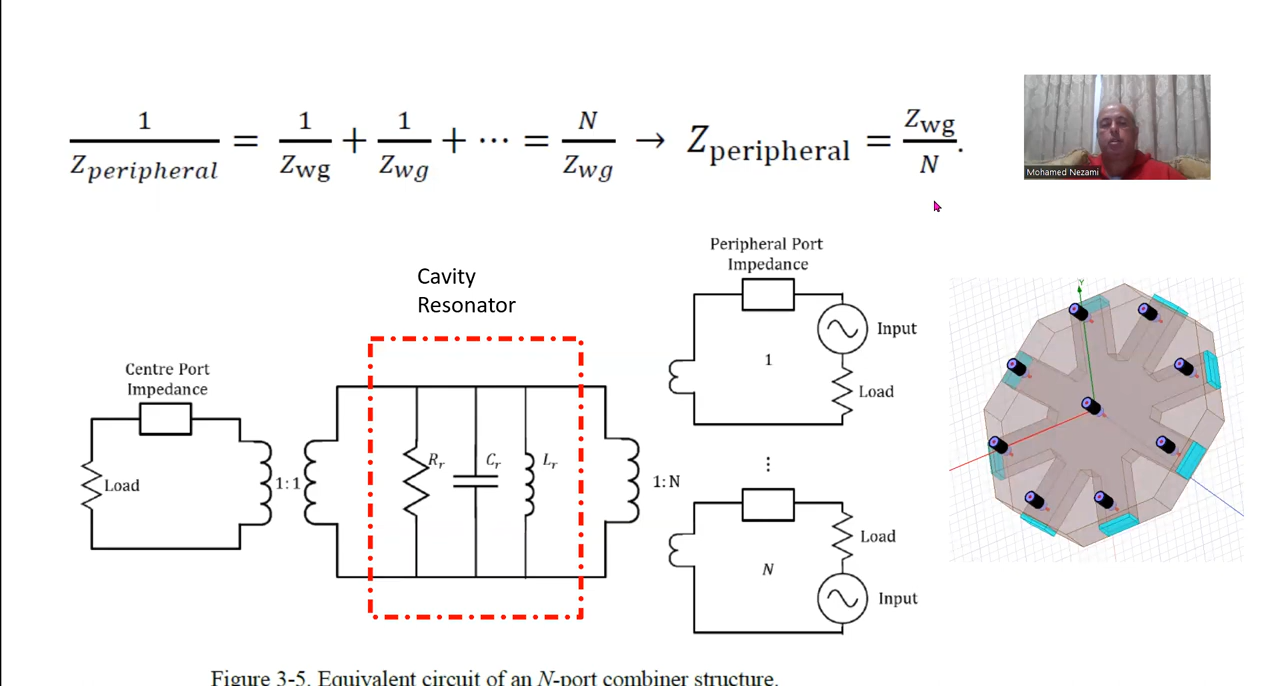 1/Z_peripheral = 1/Z_wg + 1/Z_wg + ⋯ = N/Z_wg → Z_peripheral = Z_wg/N.
Mohamed Nezami
Cavity
Resonator
Peripheral Port
Impedance
Input
1
Load
Centre Port
Impedance
Load
1:1
R_r
C_r
L_r
1:N
⋮
Load
N
Input
Y
Figure 3-5. Equivalent circuit of an N-port combiner structure.